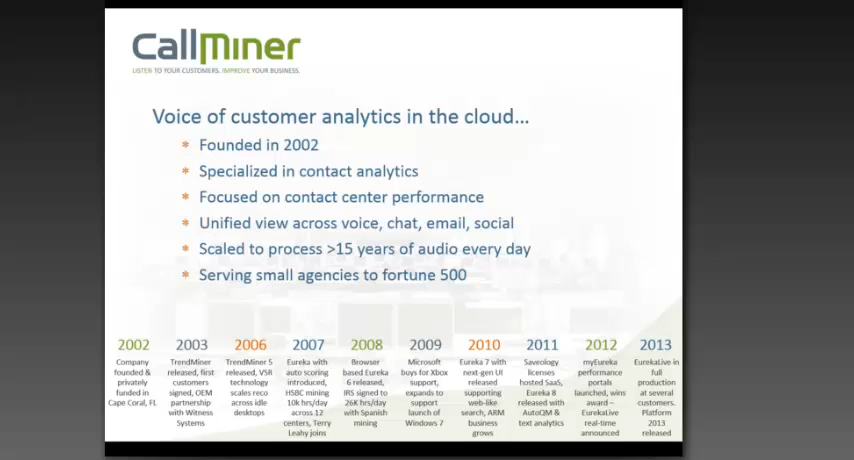 CallMiner
LISTEN TO YOUR CUSTOMERS. IMPROVE YOUR BUSINESS.
Voice of customer analytics in the cloud...
* Founded in 2002
* Specialized in contact analytics
* Focused on contact center performance
* Unified view across voice, chat, email, social
* Scaled to process >15 years of audio every day
* Serving small agencies to fortune 500
2002
Company
founded &
privately
funded in
Cape Coral, FL
2003
TrendMiner
released, first
customers
signed, OEM
partnership
with Witness
Systems
2006
TrendMiner 5
released, VSR
technology
scales reco
across idle
desktops
2007
Eureka with
auto scoring
introduced,
HSBC mining
10k hrs/day
across 12
centers, Terry
Leahy joins
2008
Browser
based Eureka
6 released,
IRS signed to
26K hrs/day
with Spanish
mining
2009
Microsoft
buys for Xbox
support,
expands to
support
launch of
Windows 7
2010
Eureka 7 with
next-gen UI
released
supporting
web-like
search, ARM
business
grows
2011
Saveology
licenses
hosted SaaS,
Eureka 8
released with
AutoQM &
text analytics
2012
myEureka
performance
portals
launched, wins
award –
EurekaLive
real-time
announced
2013
EurekaLive in
full
production
at several
customers.
Platform
2013
released